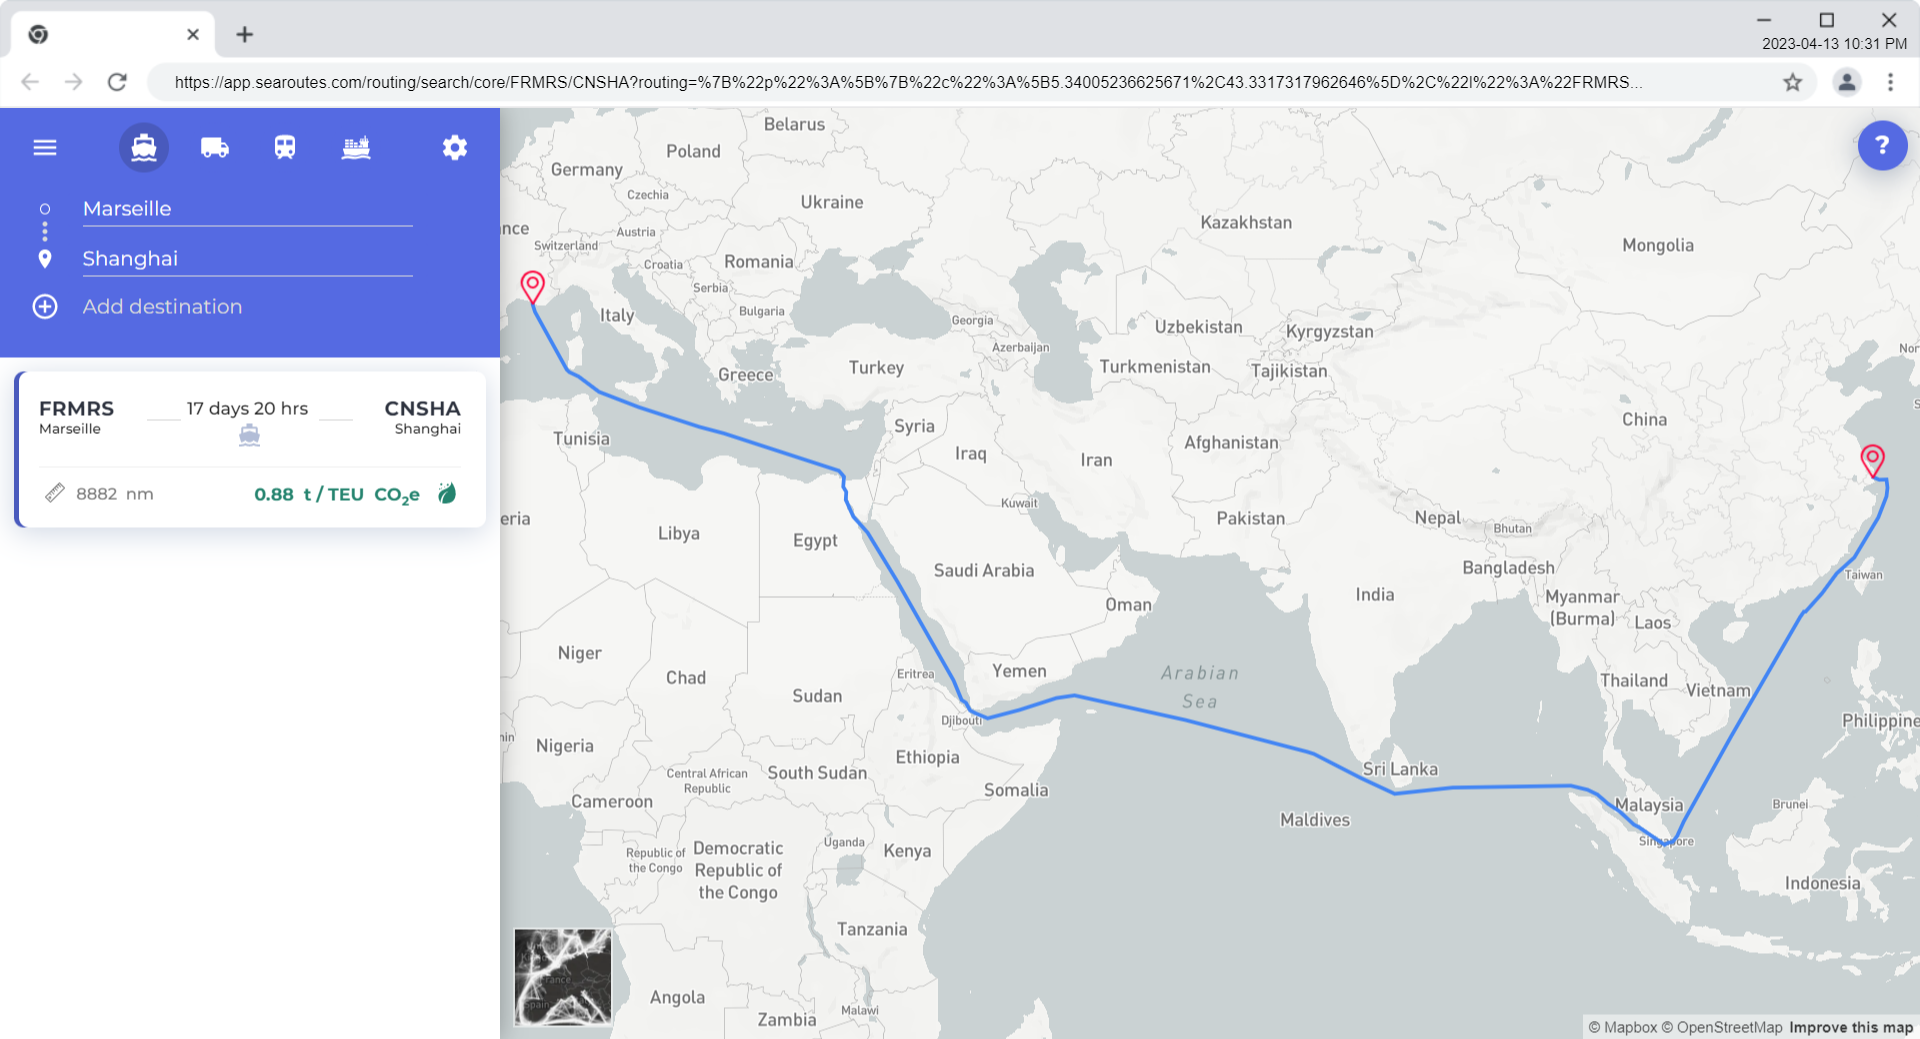 2023-04-13 10:31 PM
https://app.searoutes.com/routing/search/core/FRMRS/CNSHA?routing=%7B%22p%22%3A%5B%7B%22c%22%3A%5B5.34005236625671%2C43.3317317962646%5D%2C%22l%22%3A%22FRMRS...
Marseille
Shanghai
Add destination
FRMRS
17 days 20 hrs
CNSHA
Marseille
Shanghai
8882 nm
0.88 t / TEU CO2e
?
Belarus
Poland
Germany
Czechia
Ukraine
Kazakhstan
nce
Austria
Switzerland
Mongolia
Croatia
Romania
Serbia
Italy
Bulgaria
Georgia
Uzbekistan
Kyrgyzstan
Azerbaijan
Nor
Turkey
Turkmenistan
Tajikistan
Greece
S
China
Syria
Tunisia
Afghanistan
Iraq
Iran
Kuwait
eria
Pakistan
Nepal
Bhutan
Libya
Egypt
Saudi Arabia
Bangladesh
Taiwan
India
Myanmar
(Burma)
Oman
Laos
Niger
Chad
Eritrea
Yemen
Arabian
Sea
Thailand
Vietnam
Sudan
Djibouti
Philippine
nin
Nigeria
Ethiopia
Central African
Republic
South Sudan
Sri Lanka
Somalia
Cameroon
Malaysia
Brunei
Maldives
Uganda
Singapore
Kenya
Republic of
the Congo
Democratic
Republic of
the Congo
Indonesia
Tanzania
France
Spain
Angola
Malawi
Zambia
© Mapbox © OpenStreetMap Improve this map